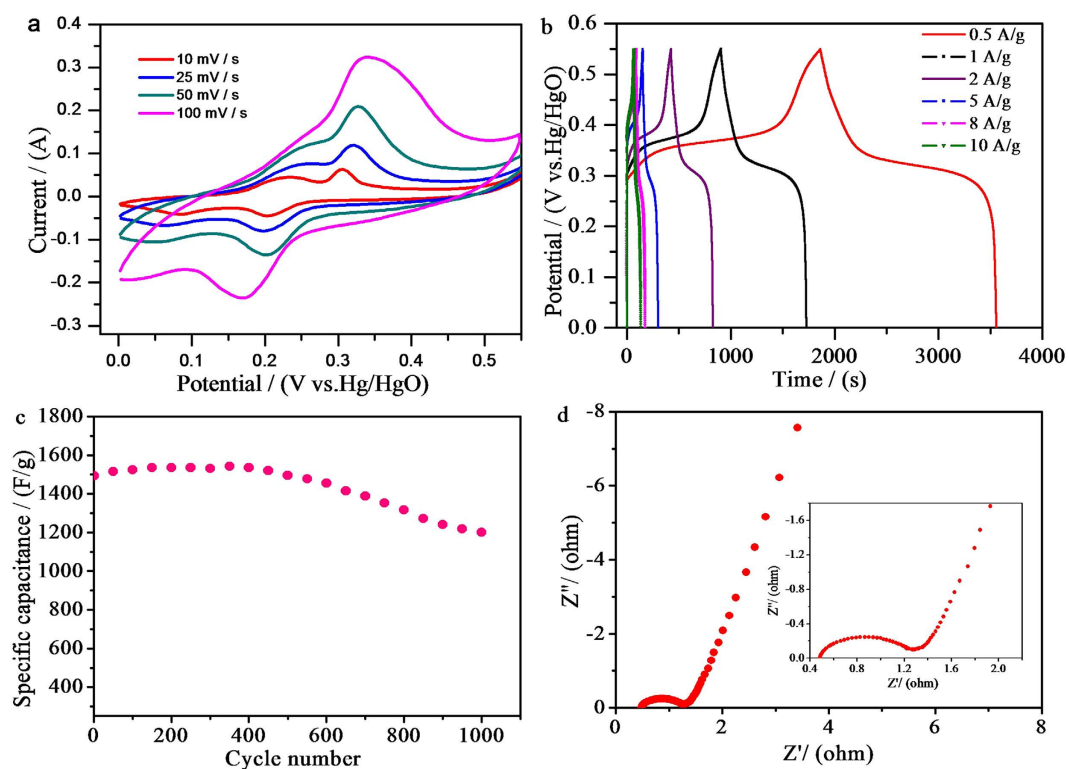 a
10 mV / s
25 mV / s
50 mV / s
100 mV / s
0.4
0.3
0.2
0.1
0.0
-0.1
-0.2
-0.3
Current / (A)
0.0 0.1 0.2 0.3 0.4 0.5
Potential / (V vs.Hg/HgO)
b
0.5 A/g
1 A/g
2 A/g
5 A/g
8 A/g
10 A/g
0.6
0.5
0.4
0.3
0.2
0.1
0.0
Potential / (V vs.Hg/HgO)
0 1000 2000 3000 4000
Time / (s)
c
1800
1600
1400
1200
1000
800
600
400
Specific capacitance / (F/g)
0 200 400 600 800 1000
Cycle number
d
-8
-6
-4
-2
0
Z"/ (ohm)
0 2 4 6 8
Z'/ (ohm)
-1.6
-1.2
-0.8
-0.4
0.0
Z"/ (ohm)
0.4 0.8 1.2 1.6 2.0
Z'/ (ohm)